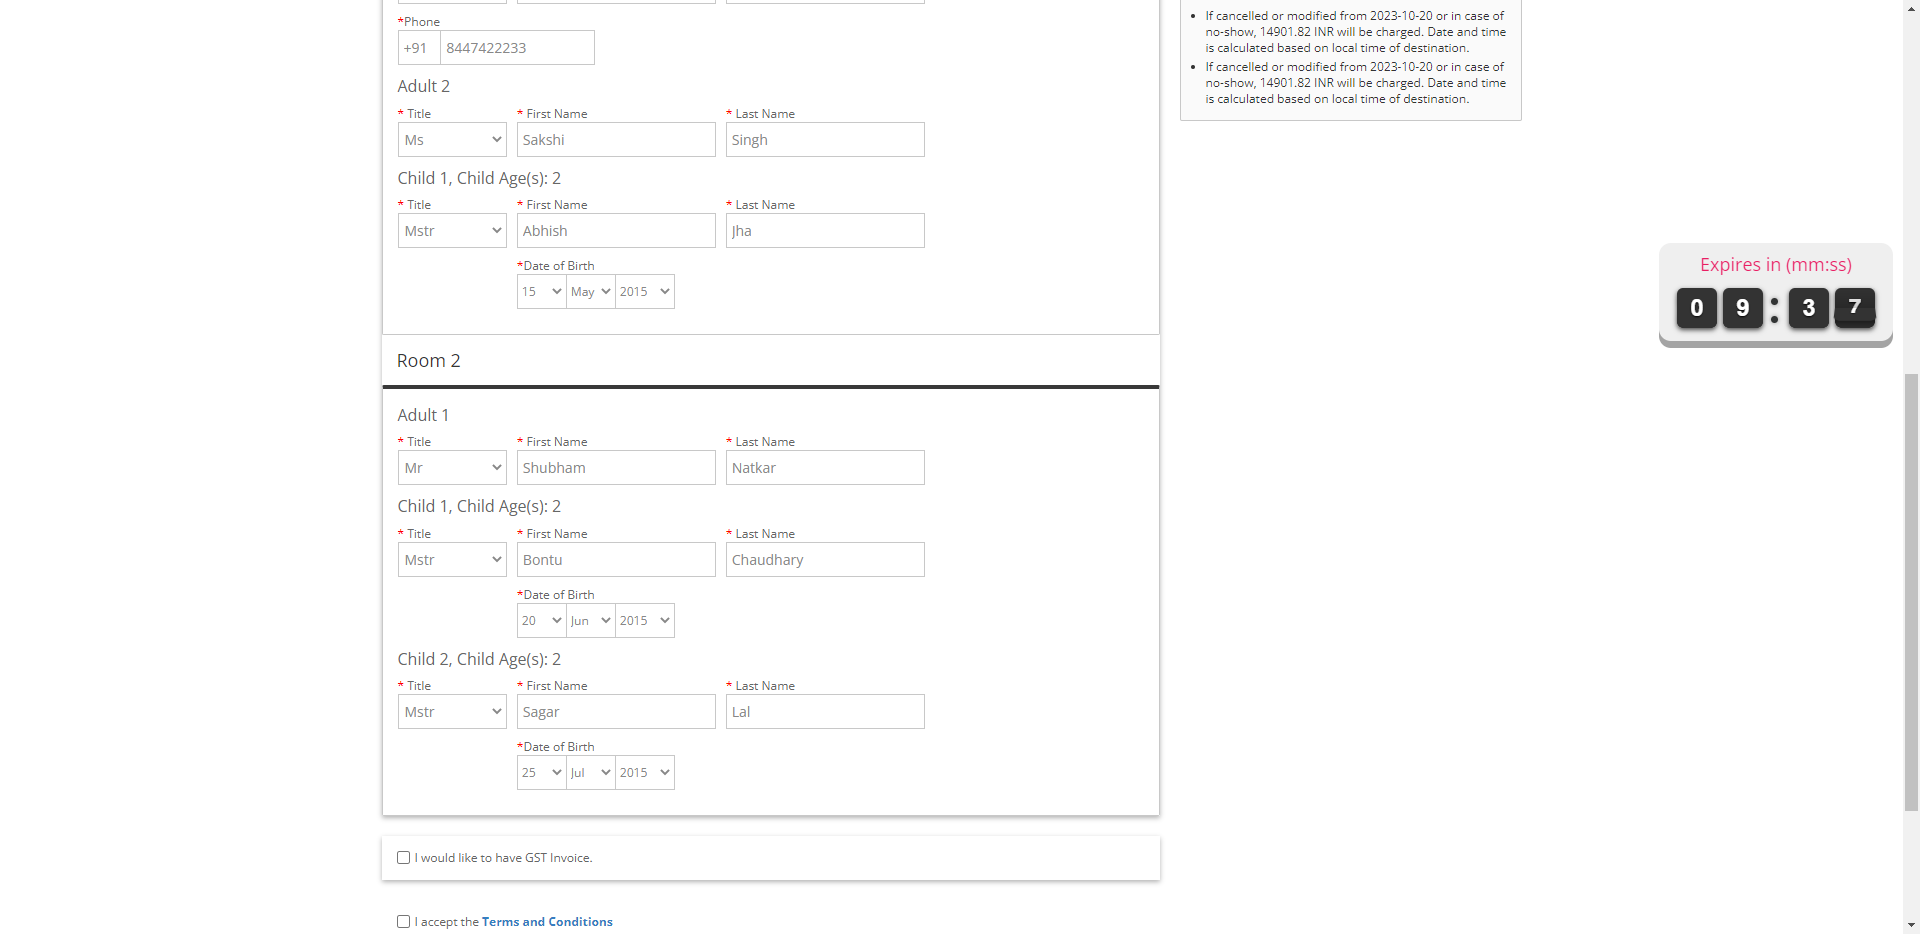 *Phone
+91 8447422233
Adult 2
* Title * First Name * Last Name
Ms Sakshi Singh
Child 1, Child Age(s): 2
* Title * First Name * Last Name
Mstr Abhish Jha
*Date of Birth
15 May 2015
Room 2
Adult 1
* Title * First Name * Last Name
Mr Shubham Natkar
Child 1, Child Age(s): 2
* Title * First Name * Last Name
Mstr Bontu Chaudhary
*Date of Birth
20 Jun 2015
Child 2, Child Age(s): 2
* Title * First Name * Last Name
Mstr Sagar Lal
*Date of Birth
25 Jul 2015
I would like to have GST Invoice.
I accept the Terms and Conditions
• If cancelled or modified from 2023-10-20 or in case of
no-show, 14901.82 INR will be charged. Date and time
is calculated based on local time of destination.
• If cancelled or modified from 2023-10-20 or in case of
no-show, 14901.82 INR will be charged. Date and time
is calculated based on local time of destination.
Expires in (mm:ss)
09:37